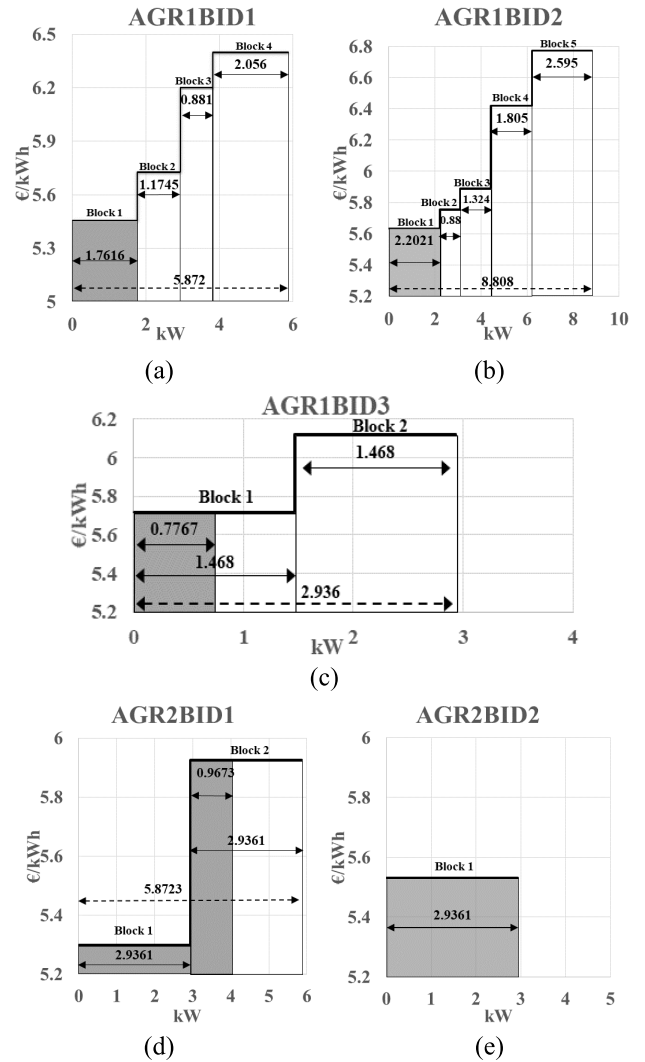 AGR1BID1
6.5
6.2
5.9
5.6
5.3
5
€/kWh
Block 4
2.056
Block 3
0.881
Block 2
1.1745
Block 1
1.7616
5.872
0 2 4 6
kW
(a)
AGR1BID2
6.8
6.6
6.4
6.2
6
5.8
5.6
5.4
5.2
€/kWh
Block 5
2.595
Block 4
1.805
Block 3
1.324
Block 2
0.88
Block 1
2.2021
8.808
0 2 4 6 8 10
kW
(b)
AGR1BID3
6.2
6
5.8
5.6
5.4
5.2
€/kWh
Block 2
1.468
Block 1
0.7767
1.468
2.936
0 1 2 3 4
kW
(c)
AGR2BID1
6
5.8
5.6
5.4
5.2
€/kWh
Block 2
0.9673
2.9361
5.8723
Block 1
2.9361
0 1 2 3 4 5 6
kW
(d)
AGR2BID2
6
5.8
5.6
5.4
5.2
€/kWh
Block 1
2.9361
0 1 2 3 4 5
kW
(e)